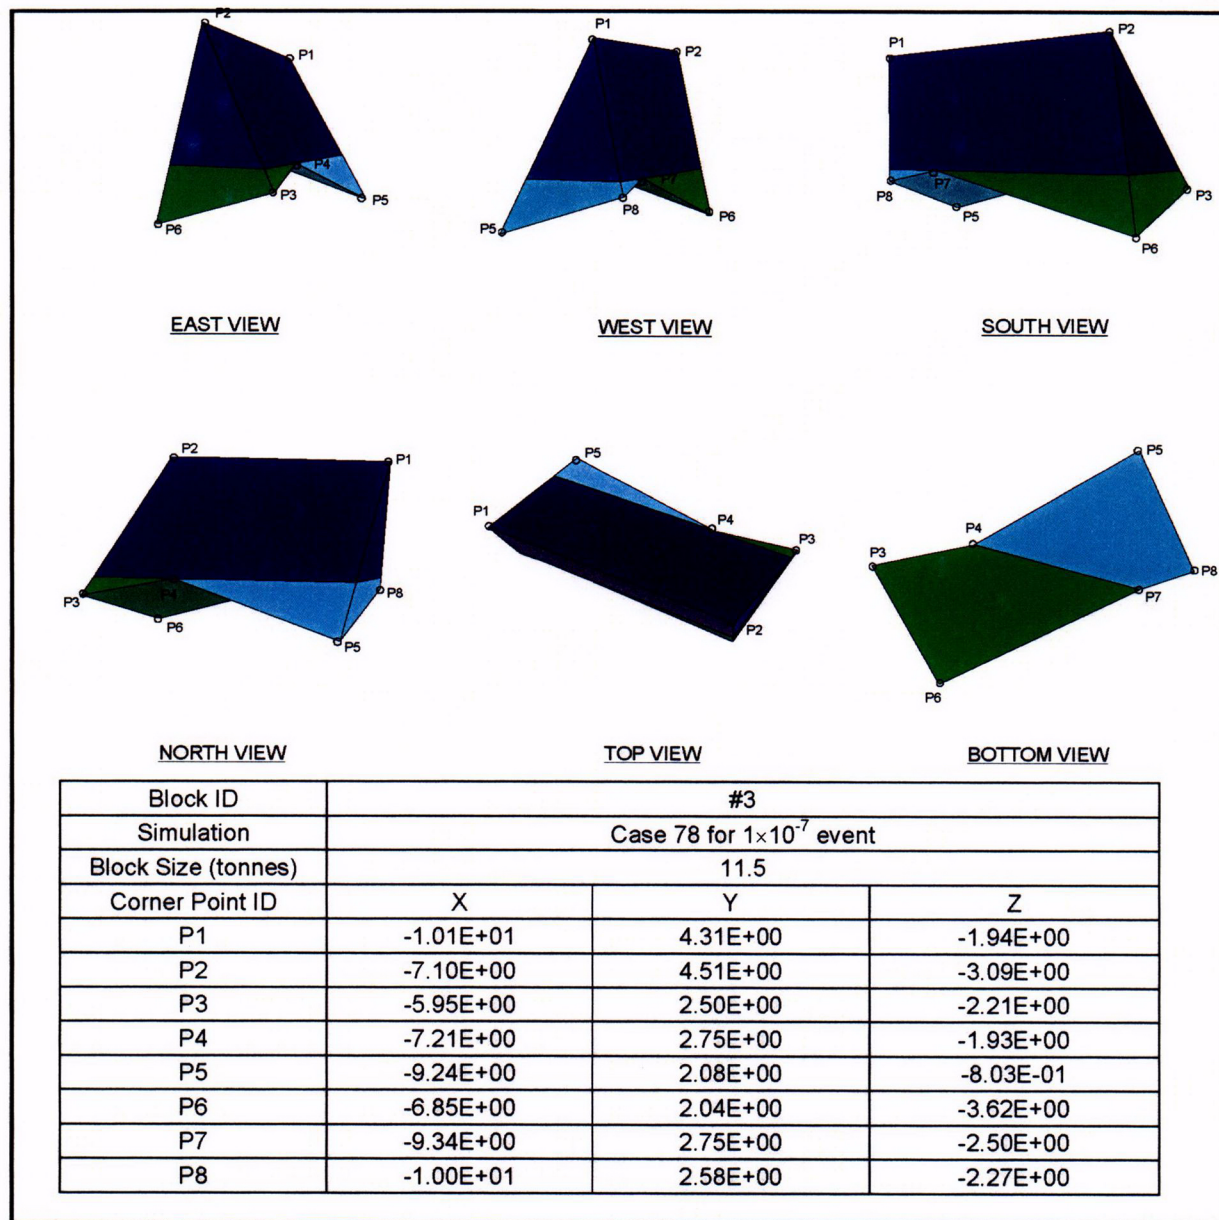 P2
P1
P4
P3
P5
P6
EAST VIEW
P1
P2
P7
P8
P5
P6
WEST VIEW
P1
P2
P7
P8
P5
P3
P6
SOUTH VIEW
P2
P1
P3
P4
P8
P6
P5
NORTH VIEW
P5
P1
P4
P3
P2
TOP VIEW
P5
P4
P3
P8
P7
P6
BOTTOM VIEW
Block ID #3
Simulation Case 78 for 1×10⁻⁷ event
Block Size (tonnes) 11.5
Corner Point ID X Y Z
P1 -1.01E+01 4.31E+00 -1.94E+00
P2 -7.10E+00 4.51E+00 -3.09E+00
P3 -5.95E+00 2.50E+00 -2.21E+00
P4 -7.21E+00 2.75E+00 -1.93E+00
P5 -9.24E+00 2.08E+00 -8.03E-01
P6 -6.85E+00 2.04E+00 -3.62E+00
P7 -9.34E+00 2.75E+00 -2.50E+00
P8 -1.00E+01 2.58E+00 -2.27E+00